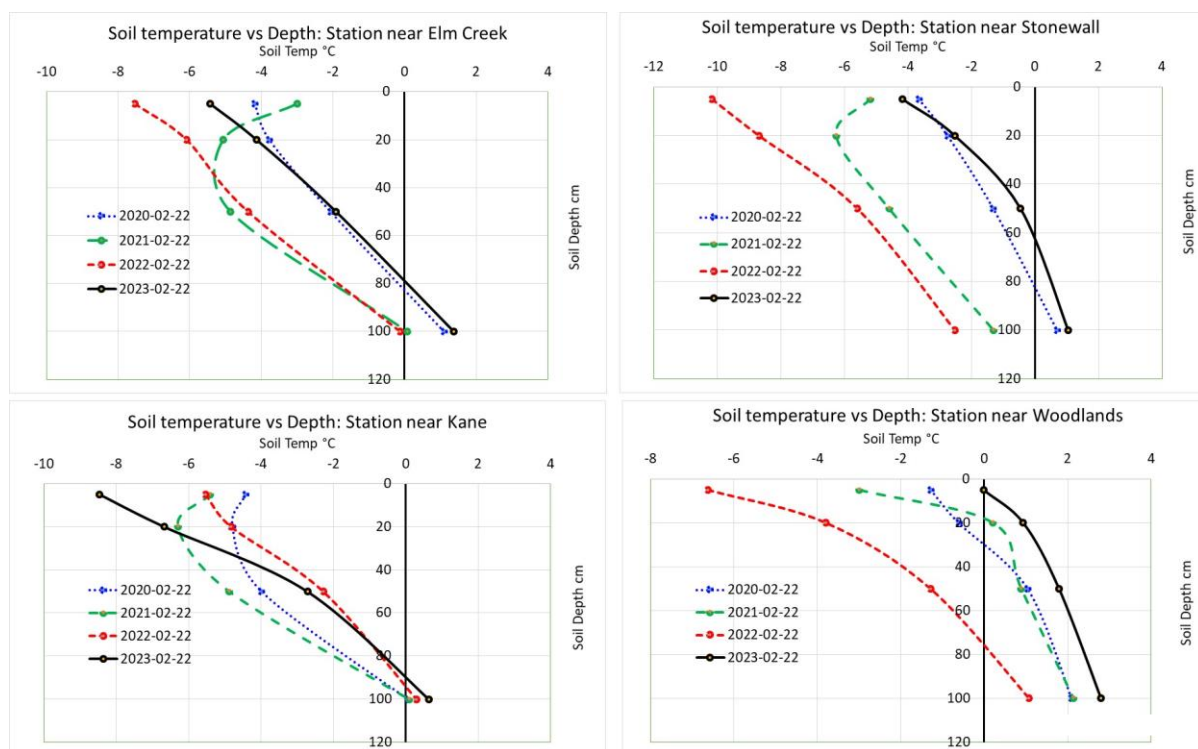 Soil temperature vs Depth: Station near Elm Creek
Soil Temp °C
-10 -8 -6 -4 -2 0 2 4
0
20
40
60
80
100
120
2020-02-22
2021-02-22
2022-02-22
2023-02-22
Soil Depth cm
Soil temperature vs Depth: Station near Stonewall
Soil Temp °C
-12 -10 -8 -6 -4 -2 0 2 4
0
20
40
60
80
100
120
2020-02-22
2021-02-22
2022-02-22
2023-02-22
Soil Depth cm
Soil temperature vs Depth: Station near Kane
Soil Temp °C
-10 -8 -6 -4 -2 0 2 4
0
20
40
60
80
100
120
2020-02-22
2021-02-22
2022-02-22
2023-02-22
Soil Depth cm
Soil temperature vs Depth: Station near Woodlands
Soil Temp °C
-8 -6 -4 -2 0 2 4
0
20
40
60
80
100
120
2020-02-22
2021-02-22
2022-02-22
2023-02-22
Soil Depth cm